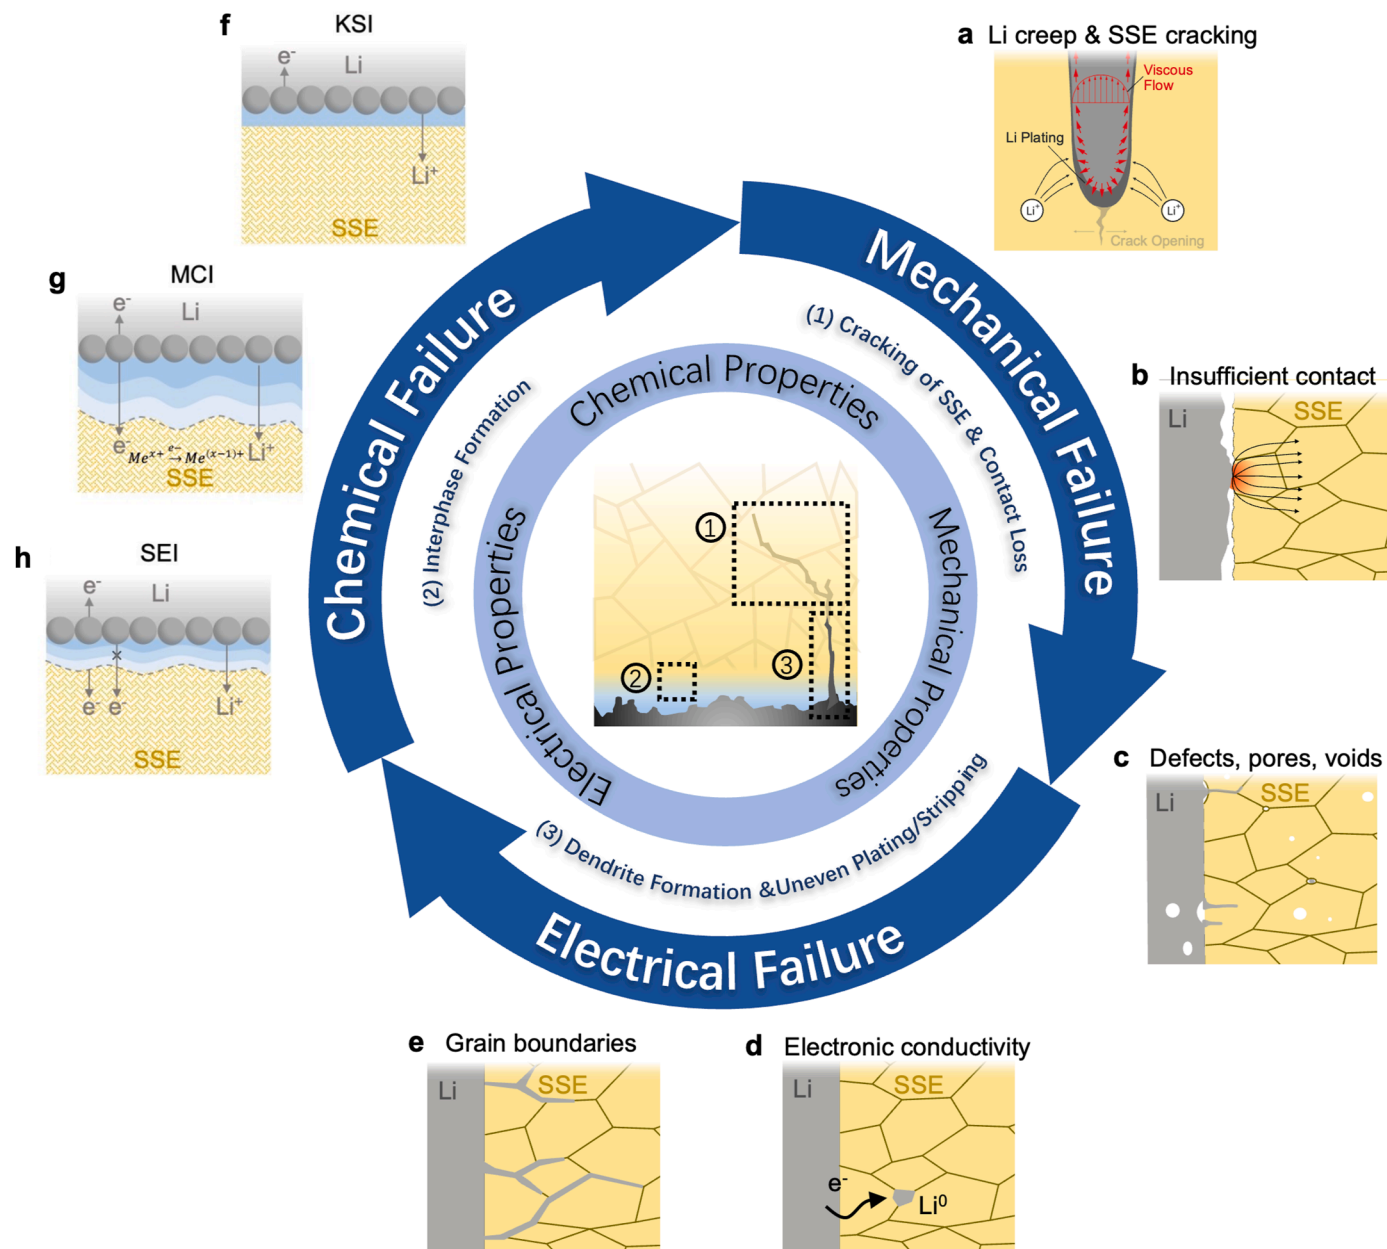 f KSI
e-
Li
Li+
SSE
a Li creep & SSE cracking
Viscous
Flow
Li Plating
Li+
Li+
Crack Opening
g MCI
e-
Li
e-
Me^x+ e- → Me^(x-1)+
Li+
SSE
b Insufficient contact
Li
SSE
h SEI
e-
Li
×
e-
e-
Li+
SSE
c Defects, pores, voids
Li
SSE
Chemical Failure
Mechanical Failure
Electrical Failure
(1) Cracking of SSE & Contact Loss
(2) Interphase Formation
(3) Dendrite Formation &Uneven Plating/Stripping
Chemical Properties
Mechanical Properties
Electrical Properties
①
②
③
e Grain boundaries
Li
SSE
d Electronic conductivity
Li
SSE
e-
Li0